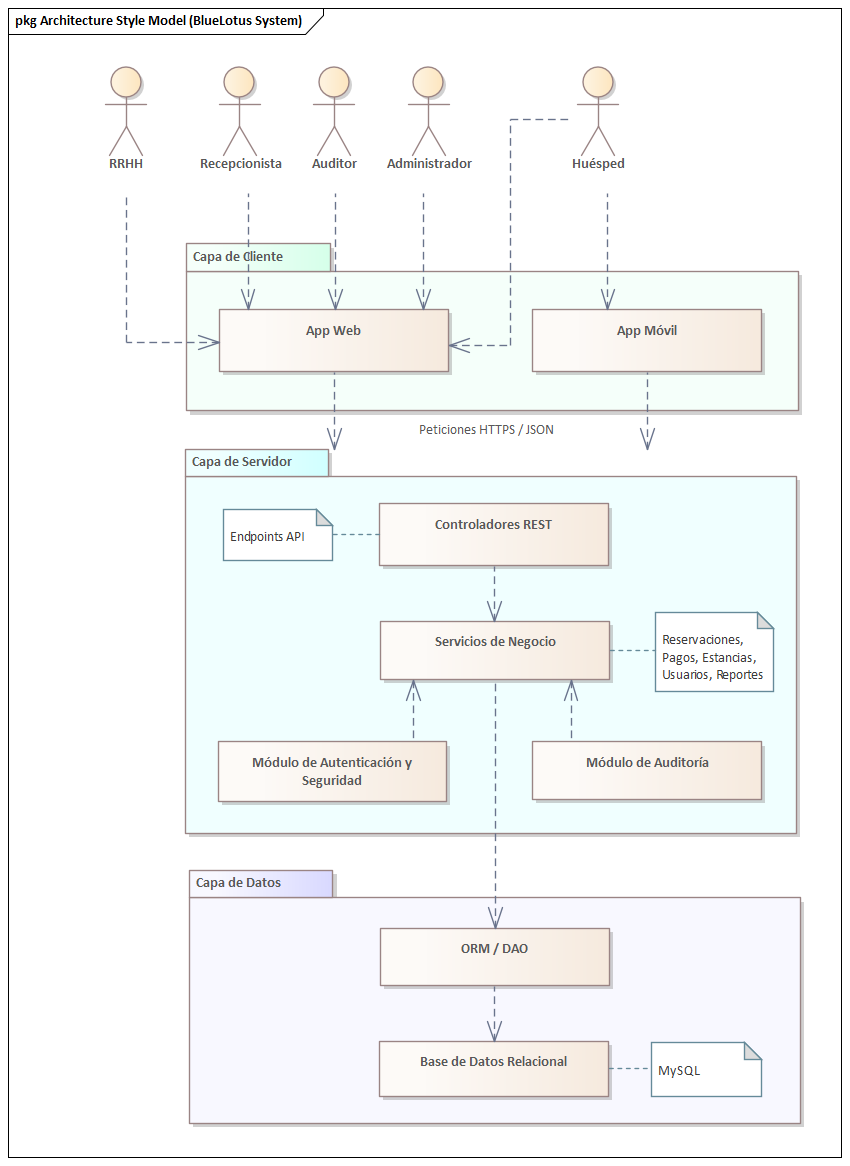 pkg Architecture Style Model (BlueLotus System)
RRHH
Recepcionista
Auditor
Administrador
Huésped
Capa de Cliente
App Web
App Móvil
Peticiones HTTPS / JSON
Capa de Servidor
Controladores REST
Endpoints API
Servicios de Negocio
Reservaciones,
Pagos, Estancias,
Usuarios, Reportes
Módulo de Autenticación y
Seguridad
Módulo de Auditoría
Capa de Datos
ORM / DAO
Base de Datos Relacional
MySQL